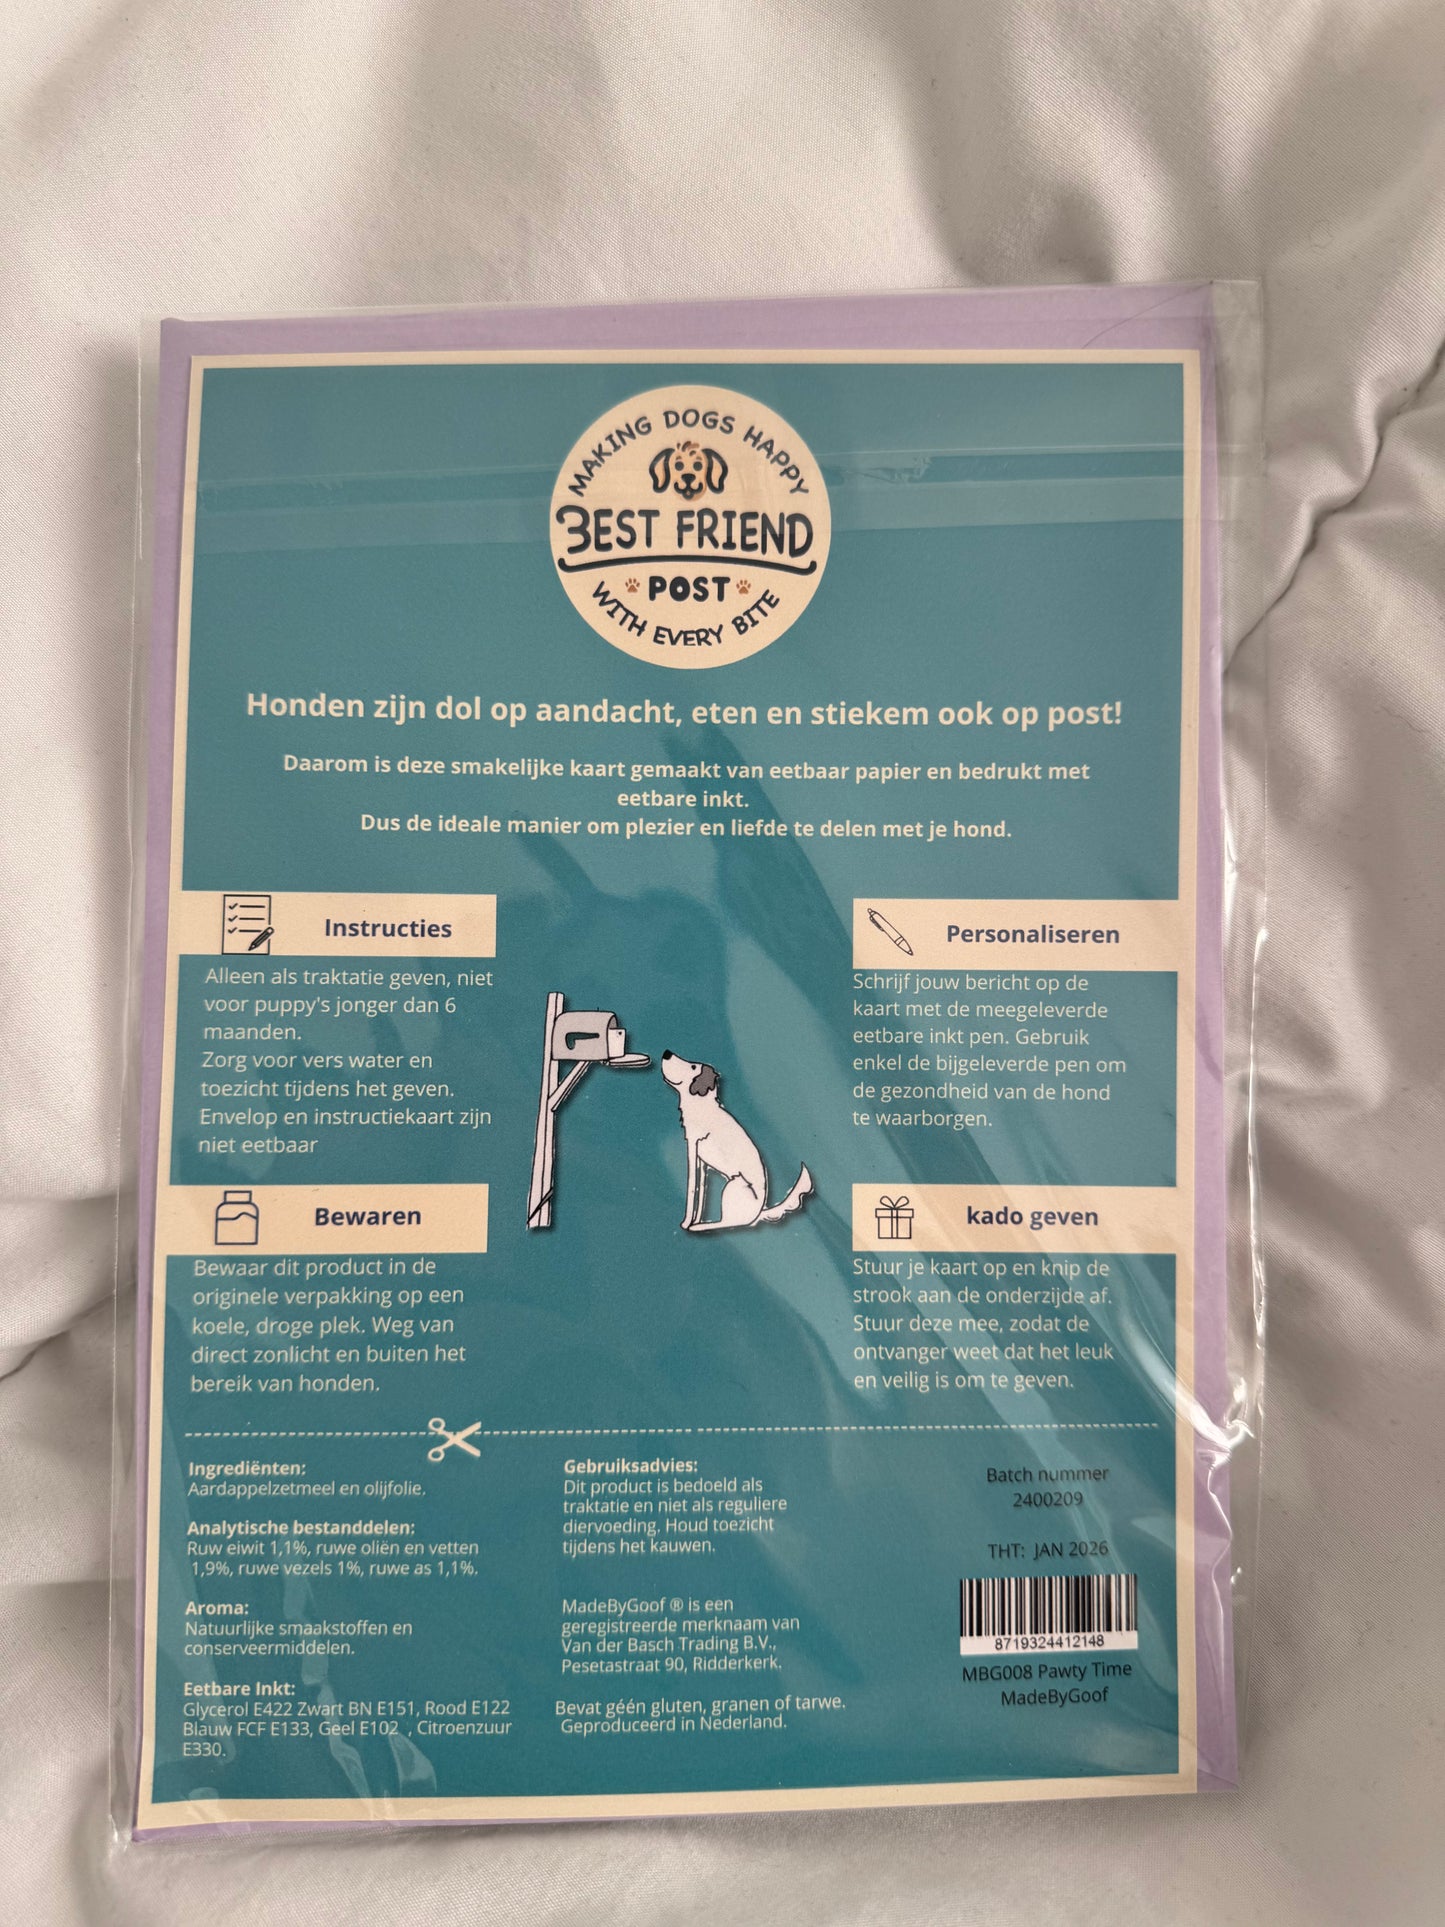 MAKING DOGS HAPPY
BEST FRIEND
POST
WITH EVERY BITE
Honden zijn dol op aandacht, eten en stiekem ook op post!
Daarom is deze smakelijke kaart gemaakt van eetbaar papier en bedrukt met
eetbare inkt.
Dus de ideale manier om plezier en liefde te delen met je hond.
Instructies
Alleen als traktatie geven, niet
voor puppy's jonger dan 6
maanden.
Zorg voor vers water en
toezicht tijdens het geven.
Envelop en instructiekaart zijn
niet eetbaar
Personaliseren
Schrijf jouw bericht op de
kaart met de meegeleverde
eetbare inkt pen. Gebruik
enkel de bijgeleverde pen om
de gezondheid van de hond
te waarborgen.
Bewaren
Bewaar dit product in de
originele verpakking op een
koele, droge plek. Weg van
direct zonlicht en buiten het
bereik van honden.
kado geven
Stuur je kaart op en knip de
strook aan de onderzijde af.
Stuur deze mee, zodat de
ontvanger weet dat het leuk
en veilig is om te geven.
Ingrediënten:
Aardappelzetmeel en olijfolie.
Analytische bestanddelen:
Ruw eiwit 1,1%, ruwe oliën en vetten
1,9%, ruwe vezels 1%, ruwe as 1,1%.
Aroma:
Natuurlijke smaakstoffen en
conserveermiddelen.
Eetbare Inkt:
Glycerol E422 Zwart BN E151, Rood E122
Blauw FCF E133, Geel E102 , Citroenzuur
E330.
Gebruiksadvies:
Dit product is bedoeld als
traktatie en niet als reguliere
diervoeding. Houd toezicht
tijdens het kauwen.
MadeByGoof ® is een
geregistreerde merknaam van
Van der Basch Trading B.V.,
Pesetastraat 90, Ridderkerk.
Bevat géén gluten, granen of tarwe.
Geproduceerd in Nederland.
Batch nummer
2400209
THT: JAN 2026
8719324412148
MBG008 Pawty Time
MadeByGoof